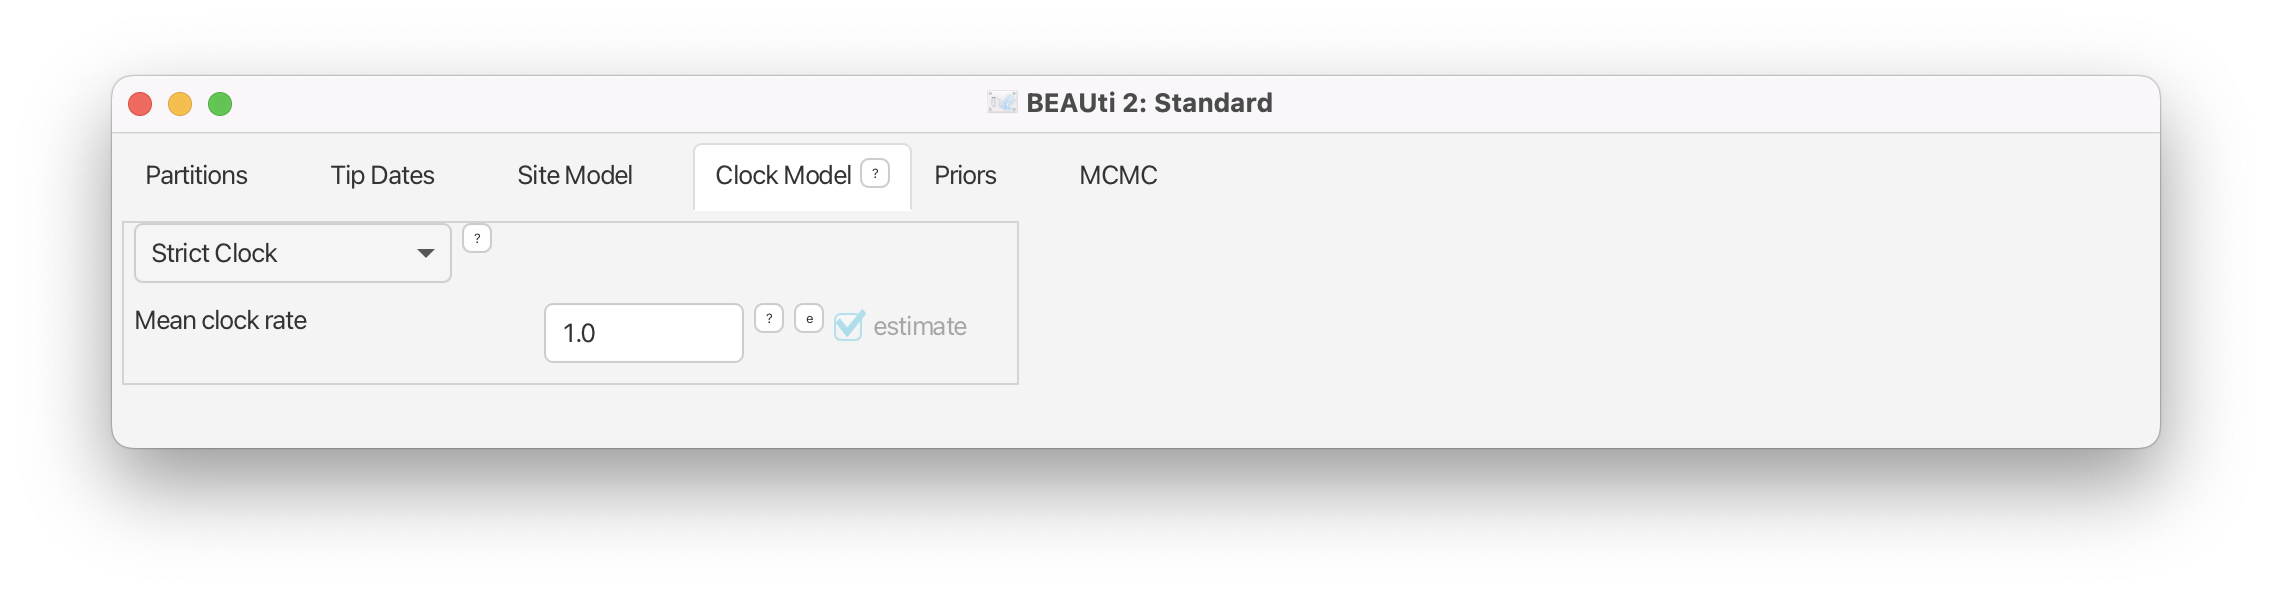 BEAUti 2: Standard
Partitions Tip Dates Site Model Clock Model ? Priors MCMC
Strict Clock ?
Mean clock rate 1.0 ? e estimate